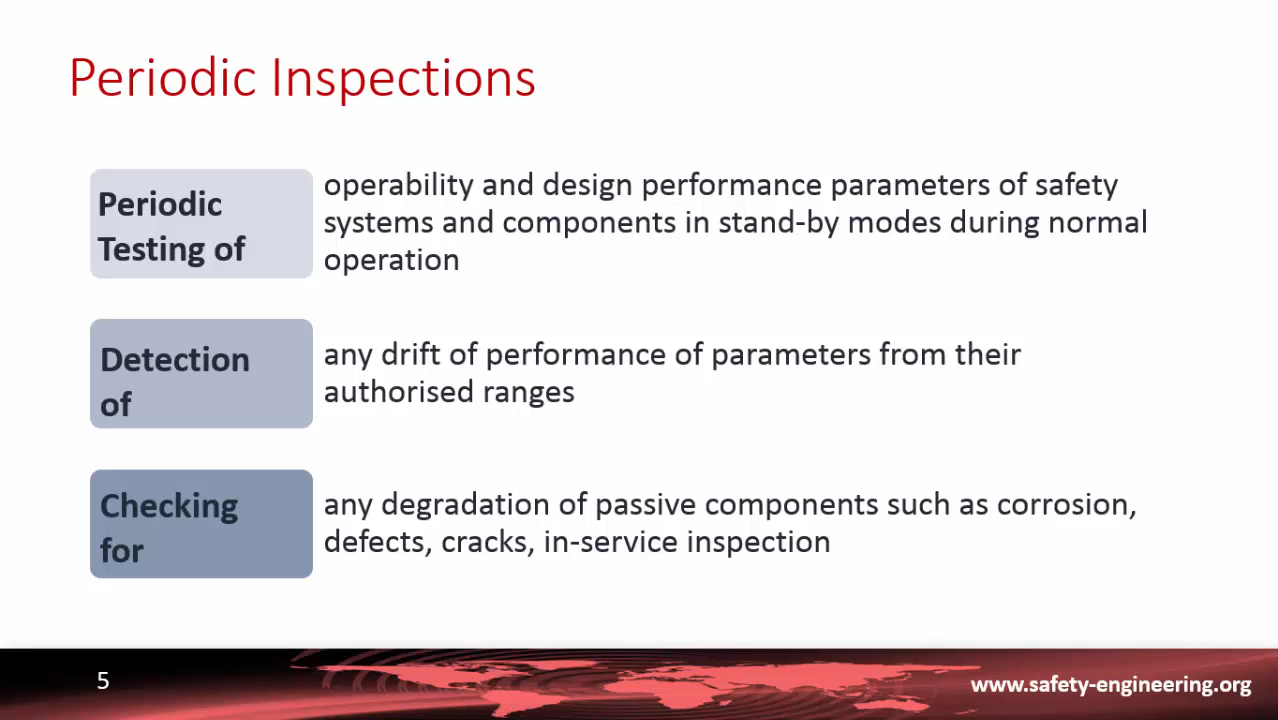 Periodic Inspections
Periodic
Testing of
operability and design performance parameters of safety
systems and components in stand-by modes during normal
operation
Detection
of
any drift of performance of parameters from their
authorised ranges
Checking
for
any degradation of passive components such as corrosion,
defects, cracks, in-service inspection
5
www.safety-engineering.org